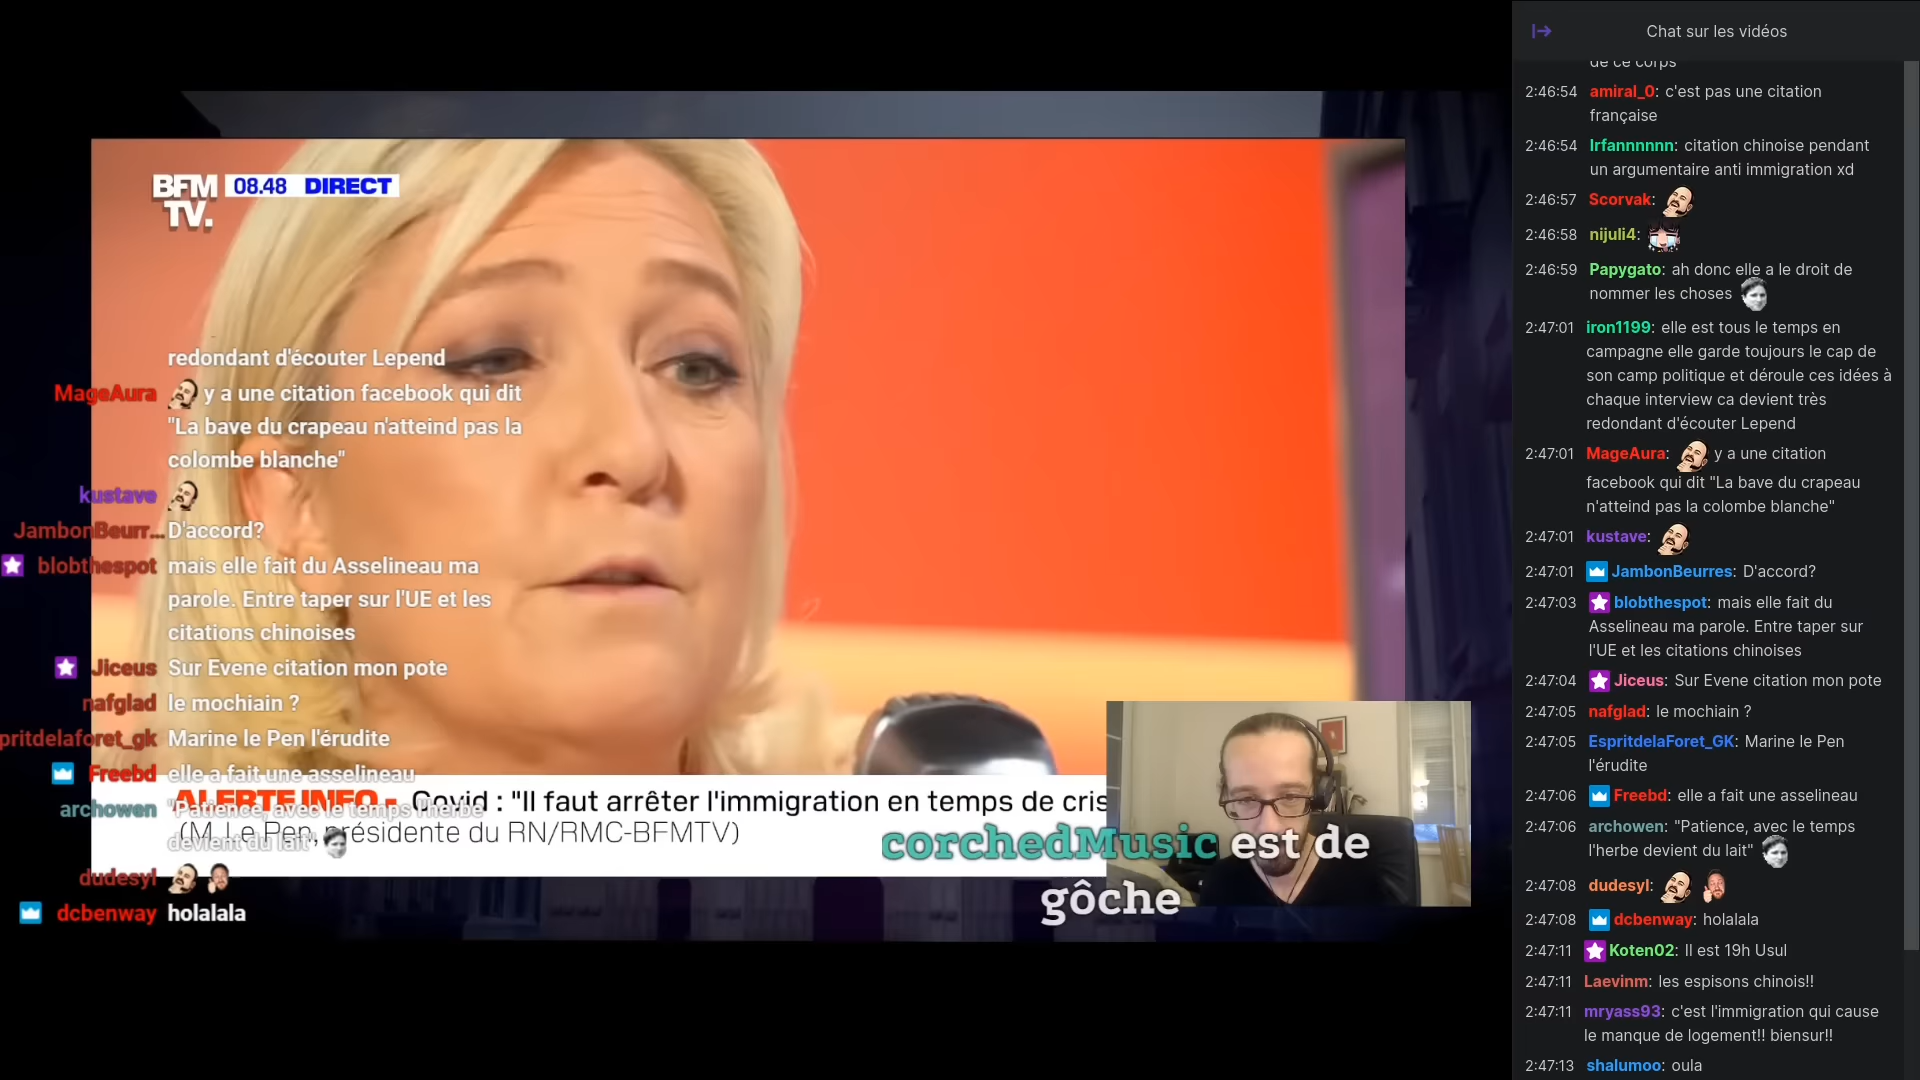 BFM 08.48 DIRECT
TV.
redondant d'écouter Lepend
MageAura y a une citation facebook qui dit
"La bave du crapeau n'atteind pas la
colombe blanche"
kustave
JambonBeurr... D'accord?
blobthespot mais elle fait du Asselineau ma
parole. Entre taper sur l'UE et les
citations chinoises
Jiceus Sur Evene citation mon pote
nafglad le mochiain ?
pritdelaforet_gk Marine le Pen l'érudite
Freebd elle a fait une asselineau
archowen "Patience, avec le temps l'herbe
devient du lait"
dudesyl
dcbenway holalala
ALERTE INFO - Covid : "Il faut arrêter l'immigration en temps de cris
(M. Le Pen, présidente du RN/RMC-BFMTV)
corchedMusic est de
gôche
Chat sur les vidéos
de ce corps
2:46:54 amiral_0: c'est pas une citation
française
2:46:54 Irfannnnnn: citation chinoise pendant
un argumentaire anti immigration xd
2:46:57 Scorvak:
2:46:58 nijuli4:
2:46:59 Papygato: ah donc elle a le droit de
nommer les choses
2:47:01 iron1199: elle est tous le temps en
campagne elle garde toujours le cap de
son camp politique et déroule ces idées à
chaque interview ca devient très
redondant d'écouter Lepend
2:47:01 MageAura: y a une citation
facebook qui dit "La bave du crapeau
n'atteind pas la colombe blanche"
2:47:01 kustave:
2:47:01 JambonBeurres: D'accord?
2:47:03 blobthespot: mais elle fait du
Asselineau ma parole. Entre taper sur
l'UE et les citations chinoises
2:47:04 Jiceus: Sur Evene citation mon pote
2:47:05 nafglad: le mochiain ?
2:47:05 EspritdelaForet_GK: Marine le Pen
l'érudite
2:47:06 Freebd: elle a fait une asselineau
2:47:06 archowen: "Patience, avec le temps
l'herbe devient du lait"
2:47:08 dudesyl:
2:47:08 dcbenway: holalala
2:47:11 Koten02: Il est 19h Usul
2:47:11 Laevinm: les espisons chinois!!
2:47:11 mryass93: c'est l'immigration qui cause
le manque de logement!! biensur!!
2:47:13 shalumoo: oula